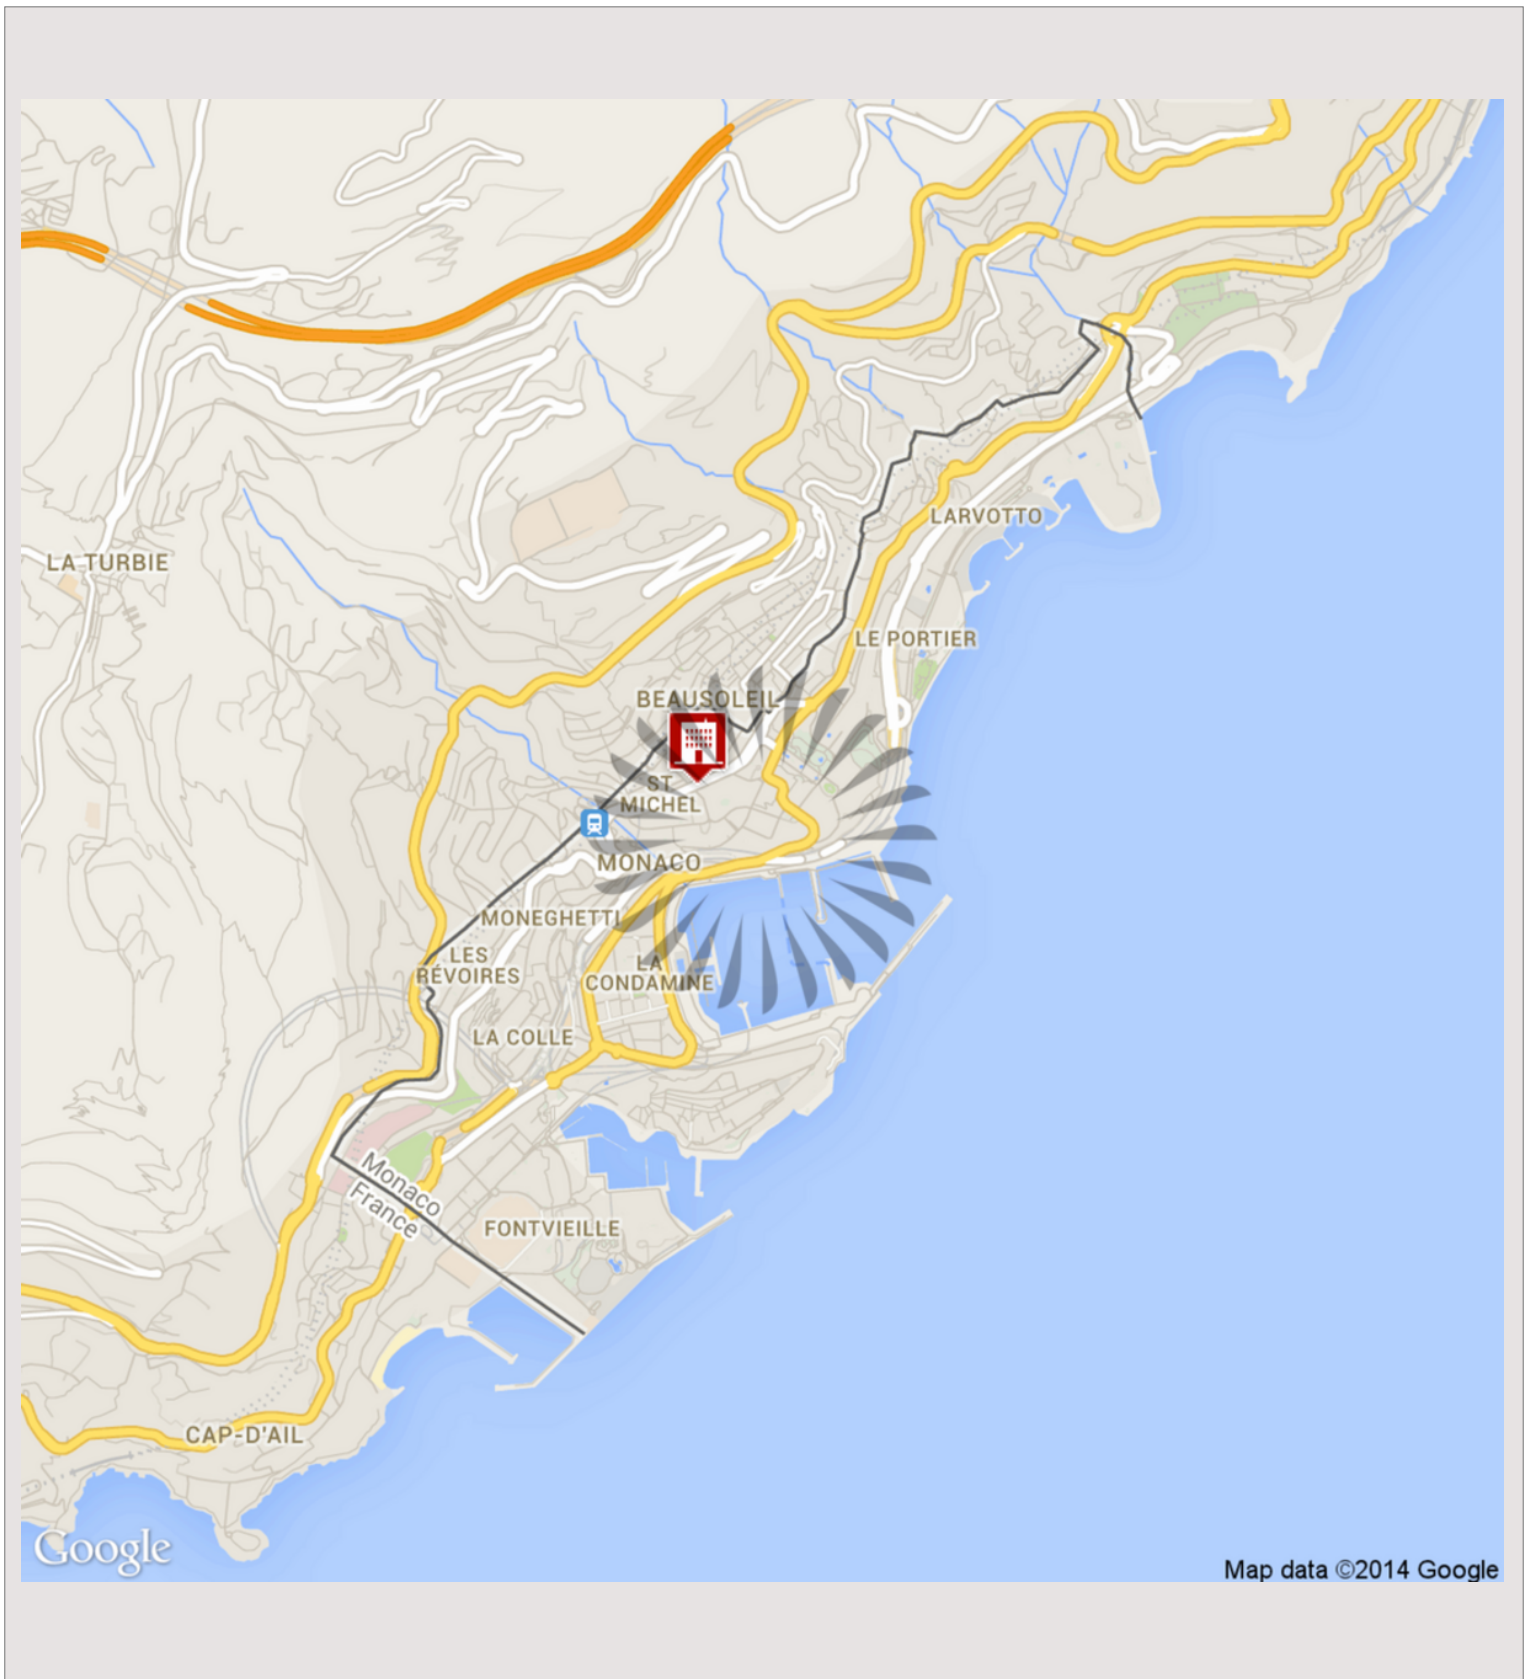 LARVOTTO
LA TURBIE
LE PORTIER
BEAUSOLEIL
ST
MICHEL
MONACO
MONEGHETTI
LES
RÉVOIRES
LA
CONDAMINE
LA COLLE
Monaco
France
FONTVIEILLE
CAP-D'AIL
Google
Map data ©2014 Google